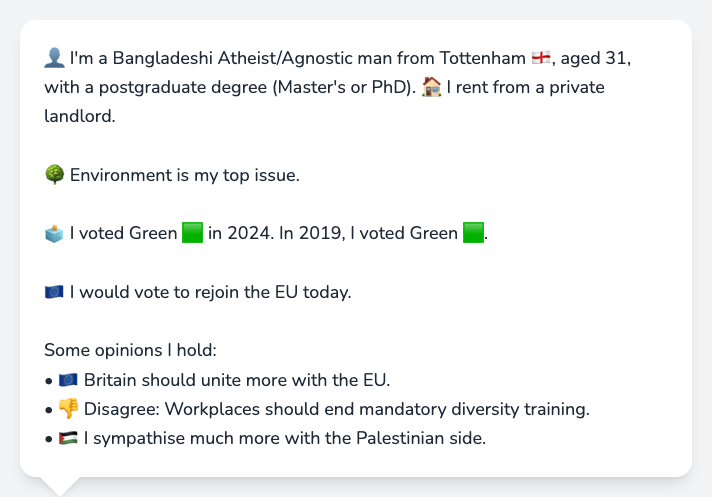 👤 I'm a Bangladeshi Atheist/Agnostic man from Tottenham 🏴󠁧󠁢󠁥󠁮󠁧󠁿, aged 31,
with a postgraduate degree (Master's or PhD). 🏠 I rent from a private
landlord.
🌳 Environment is my top issue.
🗳️ I voted Green 🟩 in 2024. In 2019, I voted Green 🟩.
🇪🇺 I would vote to rejoin the EU today.
Some opinions I hold:
• 🇪🇺 Britain should unite more with the EU.
• 👎 Disagree: Workplaces should end mandatory diversity training.
• 🇵🇸 I sympathise much more with the Palestinian side.